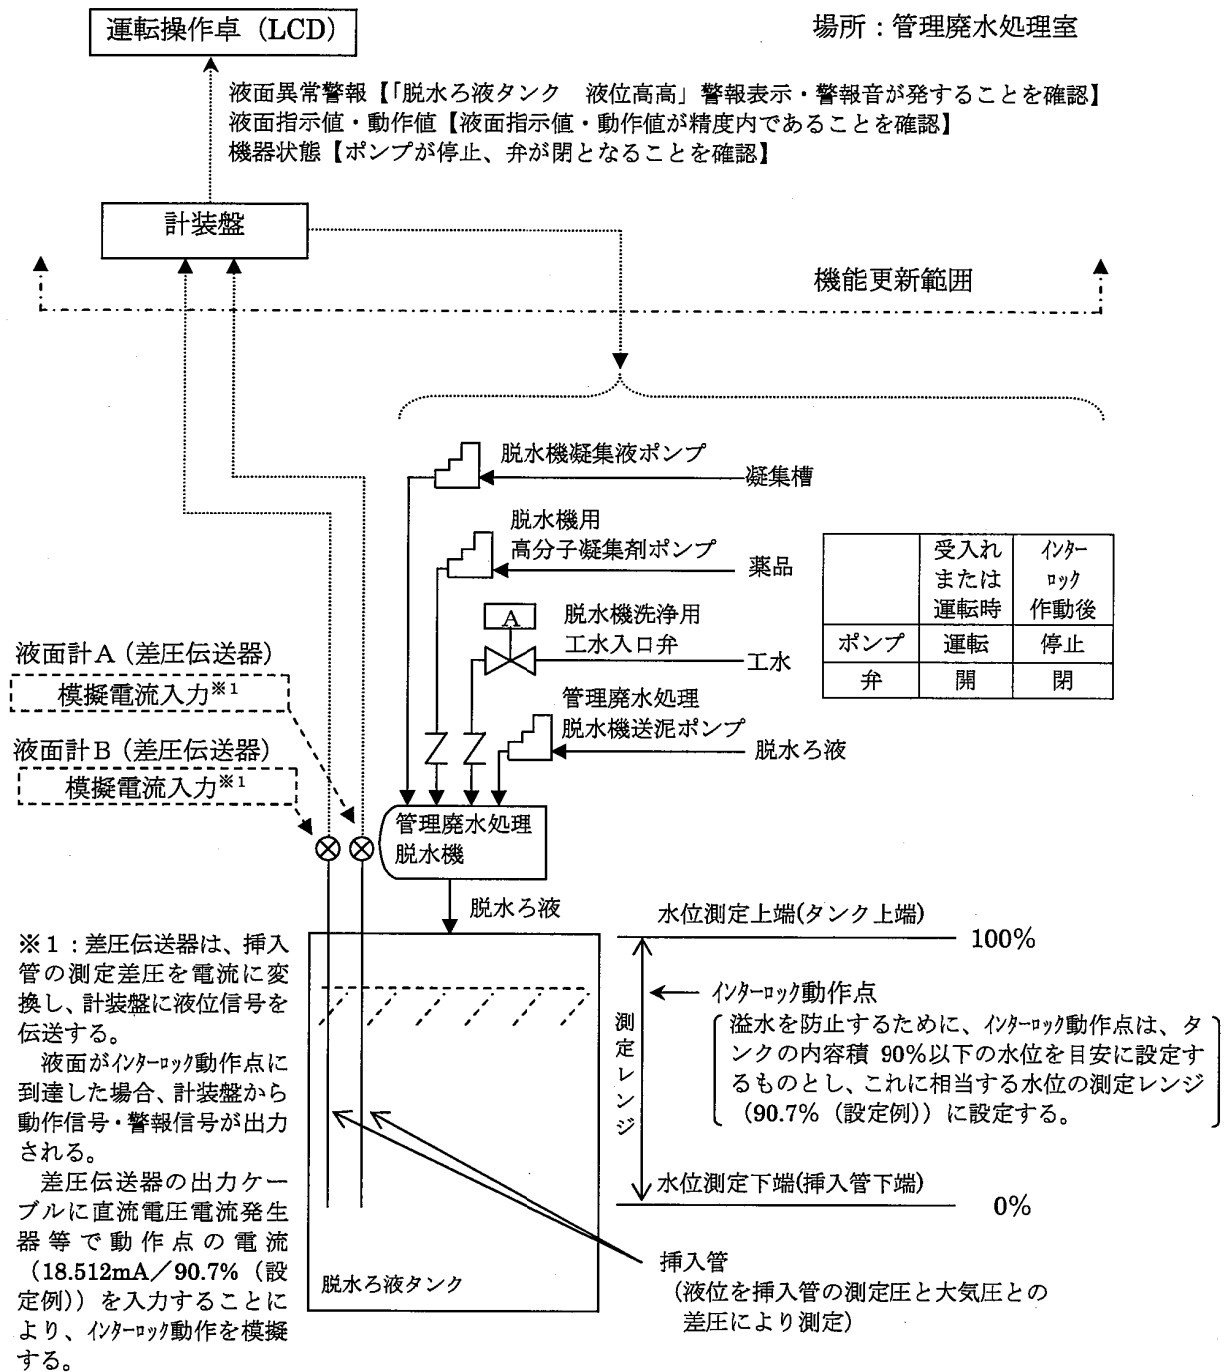 運転操作卓（LCD）
場所：管理廃水処理室
液面異常警報【「脱水ろ液タンク　液位高高」警報表示・警報音が発することを確認】
液面指示値・動作値【液面指示値・動作値が精度内であることを確認】
機器状態【ポンプが停止、弁が閉となることを確認】
計装盤
機能更新範囲
脱水機凝集液ポンプ
凝集槽
脱水機用
高分子凝集剤ポンプ
薬品
A
脱水機洗浄用
工水入口弁
工水
管理廃水処理
脱水機送泥ポンプ
脱水ろ液
受入れ
または
運転時
インター
ロック
作動後
ポンプ
運転
停止
弁
開
閉
液面計A（差圧伝送器）
模擬電流入力※1
液面計B（差圧伝送器）
模擬電流入力※1
管理廃水処理
脱水機
脱水ろ液
※１：差圧伝送器は、挿入
管の測定差圧を電流に変
換し、計装盤に液位信号を
伝送する。
液面がインターロック動作点に
到達した場合、計装盤から
動作信号・警報信号が出力
される。
差圧伝送器の出力ケー
ブルに直流電圧電流発生
器等で動作点の電流
（18.512mA／90.7%（設
定例））を入力することに
より、インターロック動作を模擬
する。
脱水ろ液タンク
水位測定上端(タンク上端)
100%
インターロック動作点
溢水を防止するために、インターロック動作点は、タ
ンクの内容積 90%以下の水位を目安に設定す
るものとし、これに相当する水位の測定レンジ
（90.7%（設定例））に設定する。
測定レンジ
水位測定下端(挿入管下端)
0%
挿入管
（液位を挿入管の測定圧と大気圧との
差圧により測定）